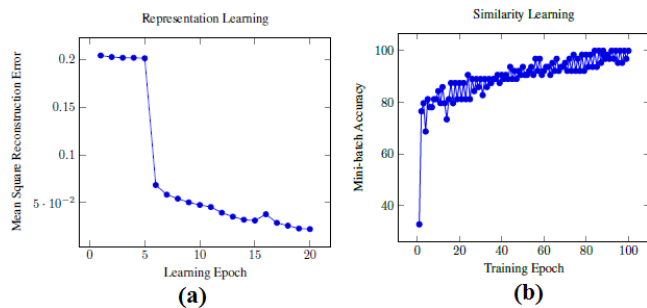 Representation Learning
Mean Square Reconstruction Error
0.2
0.15
0.1
5 · 10⁻²
0 5 10 15 20
Learning Epoch
(a)
Similarity Learning
Mini-batch Accuracy
100
80
60
40
0 20 40 60 80 100
Training Epoch
(b)